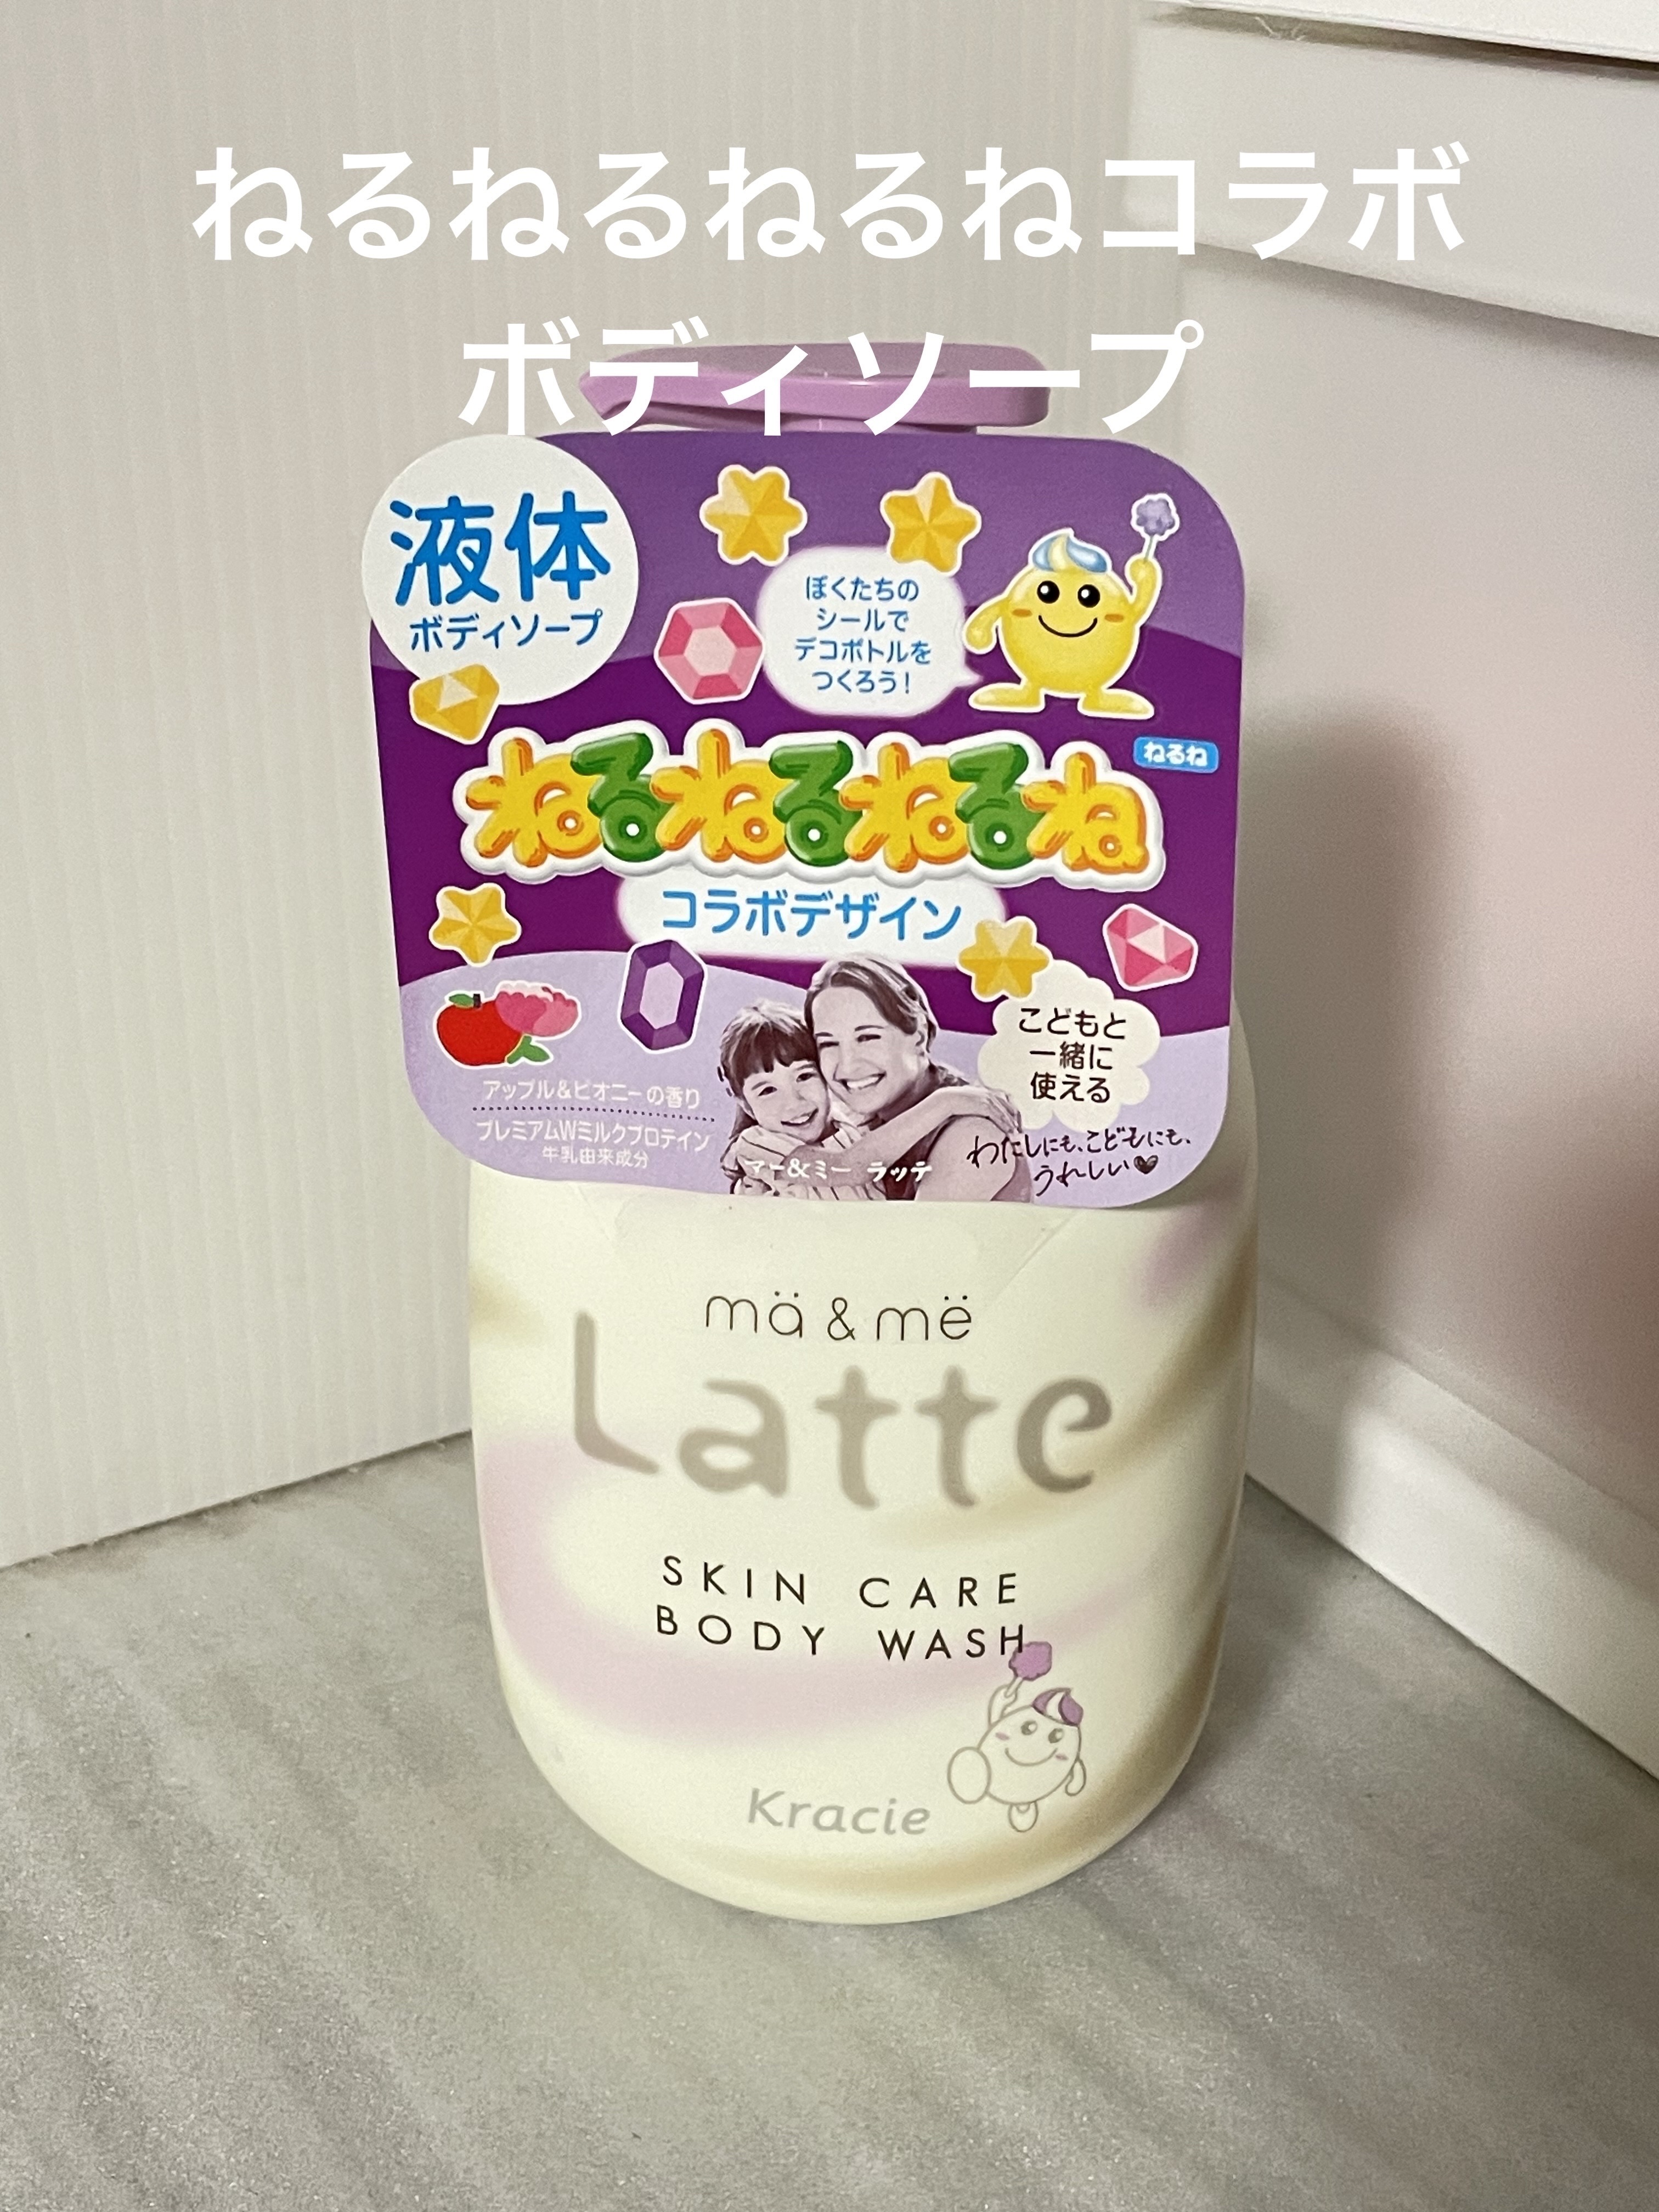 ねるねるねるねコラボ
ボディソープ
液体
ボディソープ
ぼくたちの
シールで
デコボトルを
つくろう！
ねるねるねるね
ねるね
コラボデザイン
こどもと
一緒に
使える
アップル&ピオニーの香り
プレミアムWミルクプロテイン
牛乳由来成分
マー&ミー ラッテ
わたしにも、こどもにも、
うれしい♥
mä & më
Latte
SKIN CARE
BODY WASH
Kracie